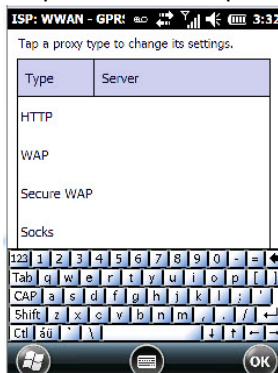 ISP: WWAN - GPR: 3:32
Tap a proxy type to change its settings.
Type Server
HTTP
WAP
Secure WAP
Socks
123 1 2 3 4 5 6 7 8 9 0 - =
Tab q w e r t y u i o p [ ]
CAP a s d f g h j k l ; '
Shift z x c v b n m , . /
Ctl áü ` \
OK